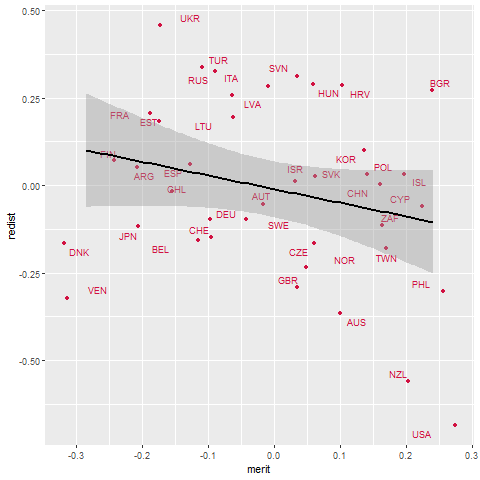 0.50
UKR
TUR
SVN
RUS
ITA
BGR
HUN
HRV
0.25
LVA
FRA
EST
LTU
FIN
KOR
ARG
ESP
ISR
SVK
POL
0.00
CHL
AUT
CHN
ISL
CYP
DEU
SWE
ZAF
JPN
CHE
DNK
BEL
CZE
NOR
TWN
-0.25
VEN
GBR
PHL
AUS
-0.50
NZL
USA
-0.3 -0.2 -0.1 0.0 0.1 0.2 0.3
merit
redist